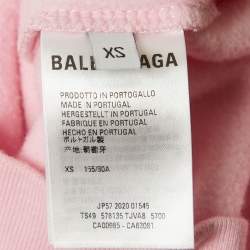 XS
BALENCIAGA
PRODOTTO IN PORTOGALLO
MADE IN PORTUGAL
HERGESTELLT IN PORTUGAL
FABRIQUE EN PORTUGAL
HECHO EN PORTUGAL
ポルトガル製
产地:葡萄牙
XS 155/80A
JP57 2020 01545
TS49 578135 TJVA8 5700
CA00985 - CA63081